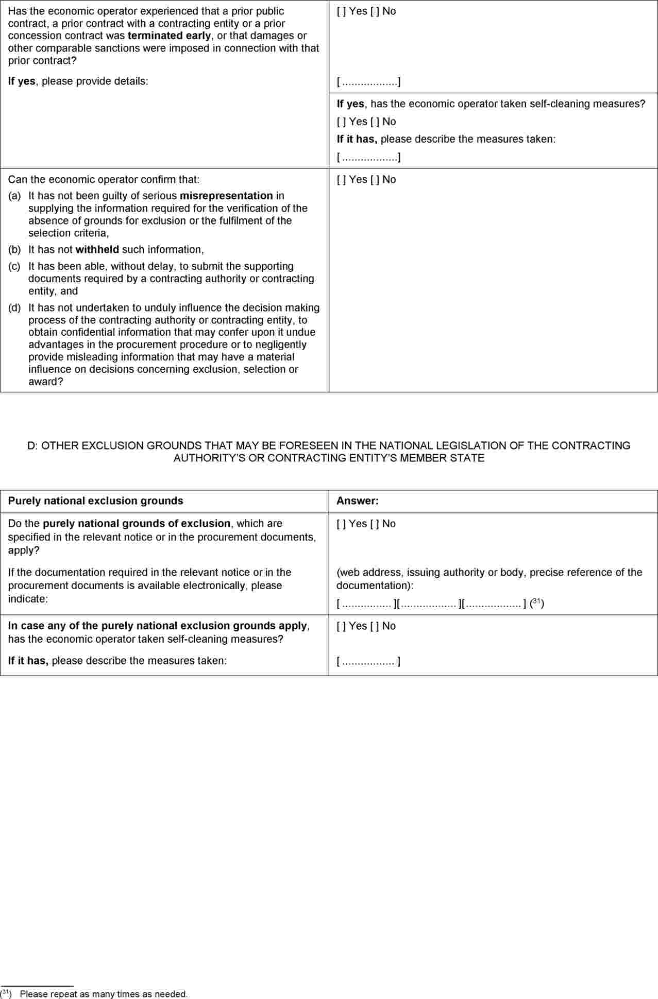 Has the economic operator experienced that a prior public
contract, a prior contract with a contracting entity or a prior
concession contract was terminated early, or that damages or
other comparable sanctions were imposed in connection with that
prior contract?
If yes, please provide details:
[ ] Yes [ ] No
[ ..................]
If yes, has the economic operator taken self-cleaning measures?
[ ] Yes [ ] No
If it has, please describe the measures taken:
[ ..................]
Can the economic operator confirm that:
(a) It has not been guilty of serious misrepresentation in
supplying the information required for the verification of the
absence of grounds for exclusion or the fulfilment of the
selection criteria,
(b) It has not withheld such information,
(c) It has been able, without delay, to submit the supporting
documents required by a contracting authority or contracting
entity, and
(d) It has not undertaken to unduly influence the decision making
process of the contracting authority or contracting entity, to
obtain confidential information that may confer upon it undue
advantages in the procurement procedure or to negligently
provide misleading information that may have a material
influence on decisions concerning exclusion, selection or
award?
[ ] Yes [ ] No
D: OTHER EXCLUSION GROUNDS THAT MAY BE FORESEEN IN THE NATIONAL LEGISLATION OF THE CONTRACTING
AUTHORITY'S OR CONTRACTING ENTITY'S MEMBER STATE
Purely national exclusion grounds
Answer:
Do the purely national grounds of exclusion, which are
specified in the relevant notice or in the procurement documents,
apply?
[ ] Yes [ ] No
If the documentation required in the relevant notice or in the
procurement documents is available electronically, please
indicate:
(web address, issuing authority or body, precise reference of the
documentation):
[ ................ ][.................. ][.................. ] (31)
In case any of the purely national exclusion grounds apply,
has the economic operator taken self-cleaning measures?
[ ] Yes [ ] No
If it has, please describe the measures taken:
[ ................. ]
(31) Please repeat as many times as needed.